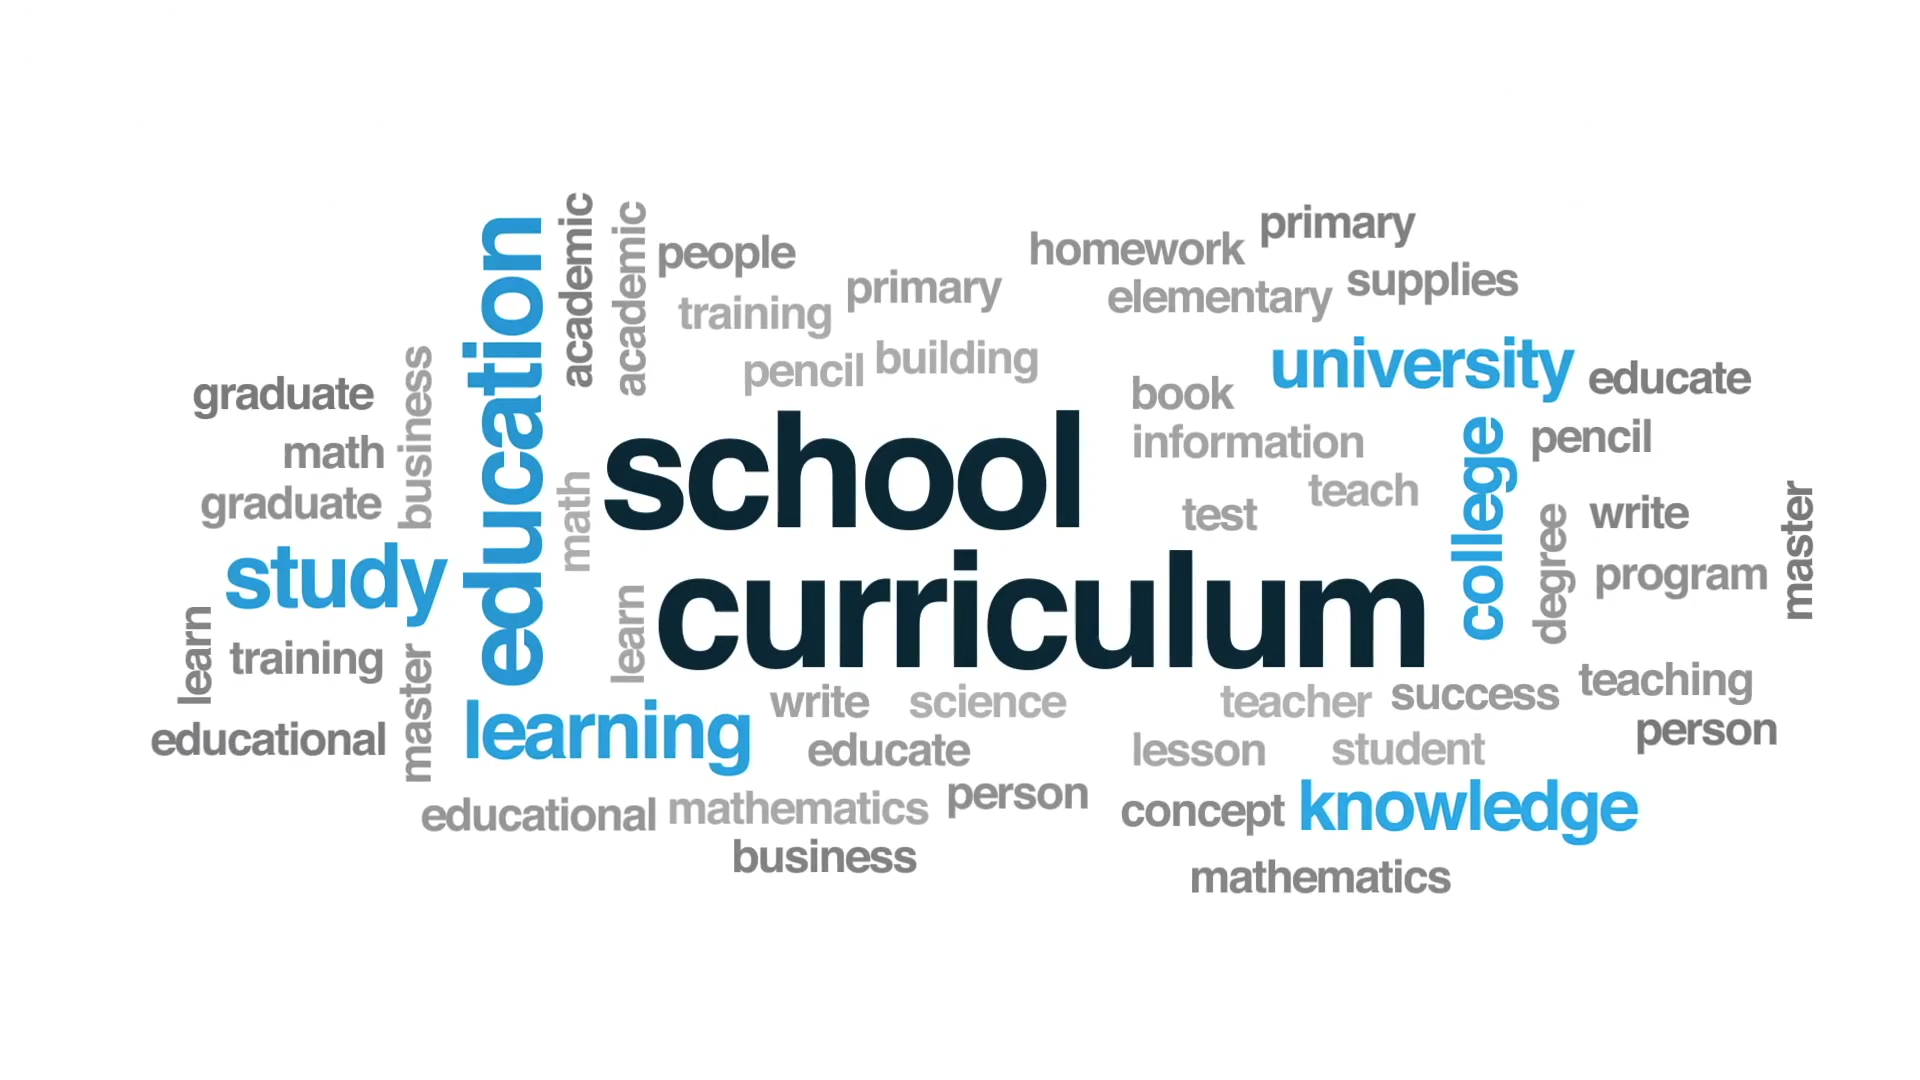 academic
academic
people
primary
homework
primary
training
elementary
supplies
education
pencil
building
university
educate
graduate
business
book
math
information
college
pencil
graduate
school
teach
test
math
write
master
study
curriculum
degree
program
learn
learn
training
master
write
science
teacher
success
teaching
educational
learning
educate
lesson
student
person
educational
mathematics
person
concept
knowledge
business
mathematics